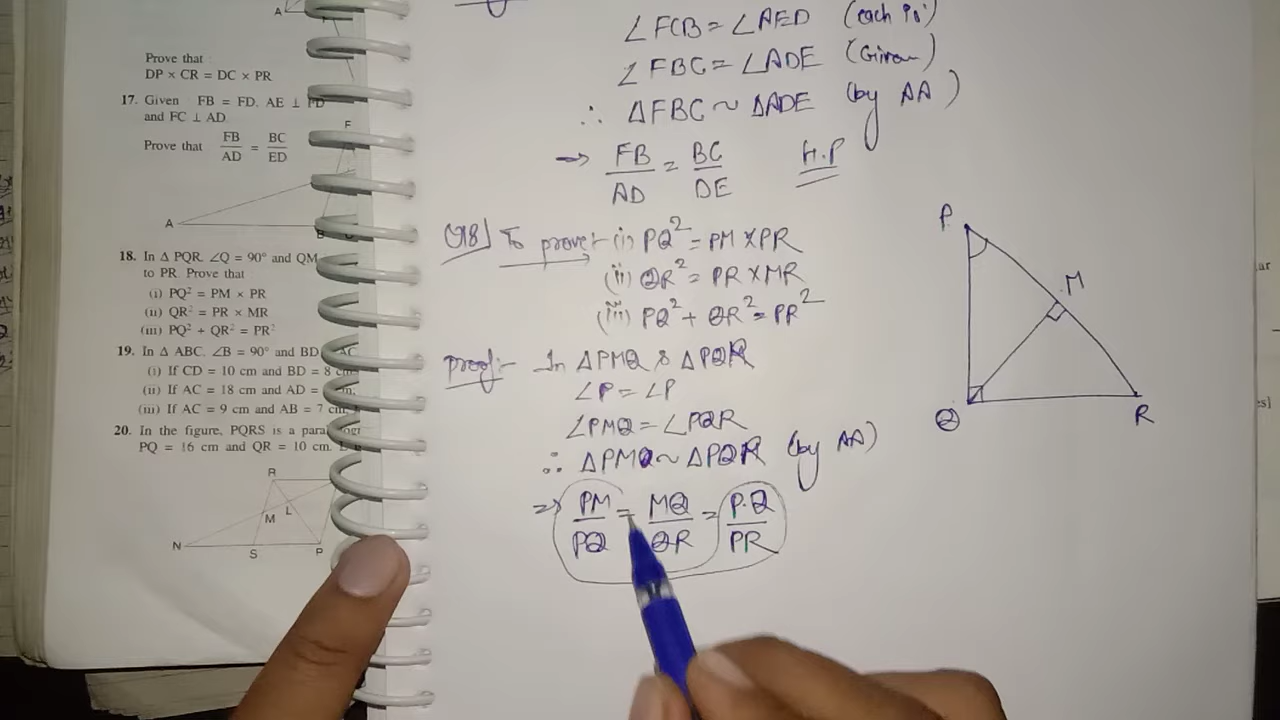 A
Prove that
DP × CR = DC × PR
17. Given FB = FD. AE ⊥ FD
and FC ⊥ AD
F
Prove that FB/AD = BC/ED
A
B
18. In Δ PQR. ∠Q = 90° and QM
to PR. Prove that
(i) PQ² = PM × PR
(ii) QR² = PR × MR
(iii) PQ² + QR² = PR²
19. In Δ ABC. ∠B = 90° and BD AC
(i) If CD = 10 cm and BD = 8 cm
(ii) If AC = 18 cm and AD =
(iii) If AC = 9 cm and AB = 7 cm
20. In the figure, PQRS is a
PQ = 16 cm and QR = 10 cm.
R
M L
N S P
∠FCB = ∠AED (each 90°)
∠FBC = ∠ADE (Given)
∴ ΔFBC ~ ΔADE (by AA)
⇒ FB/AD = BC/DE H.P
Q18] To prove:- (i) PQ² = PM × PR
(ii) QR² = PR × MR
(iii) PQ² + QR² = PR²
Proof:- In ΔPMQ & ΔPQR
∠P = ∠P
∠PMQ = ∠PQR
∴ ΔPMQ ~ ΔPQR (by AA)
⇒ PM/PQ = MQ/QR = P.Q/PR
P
M
Q R